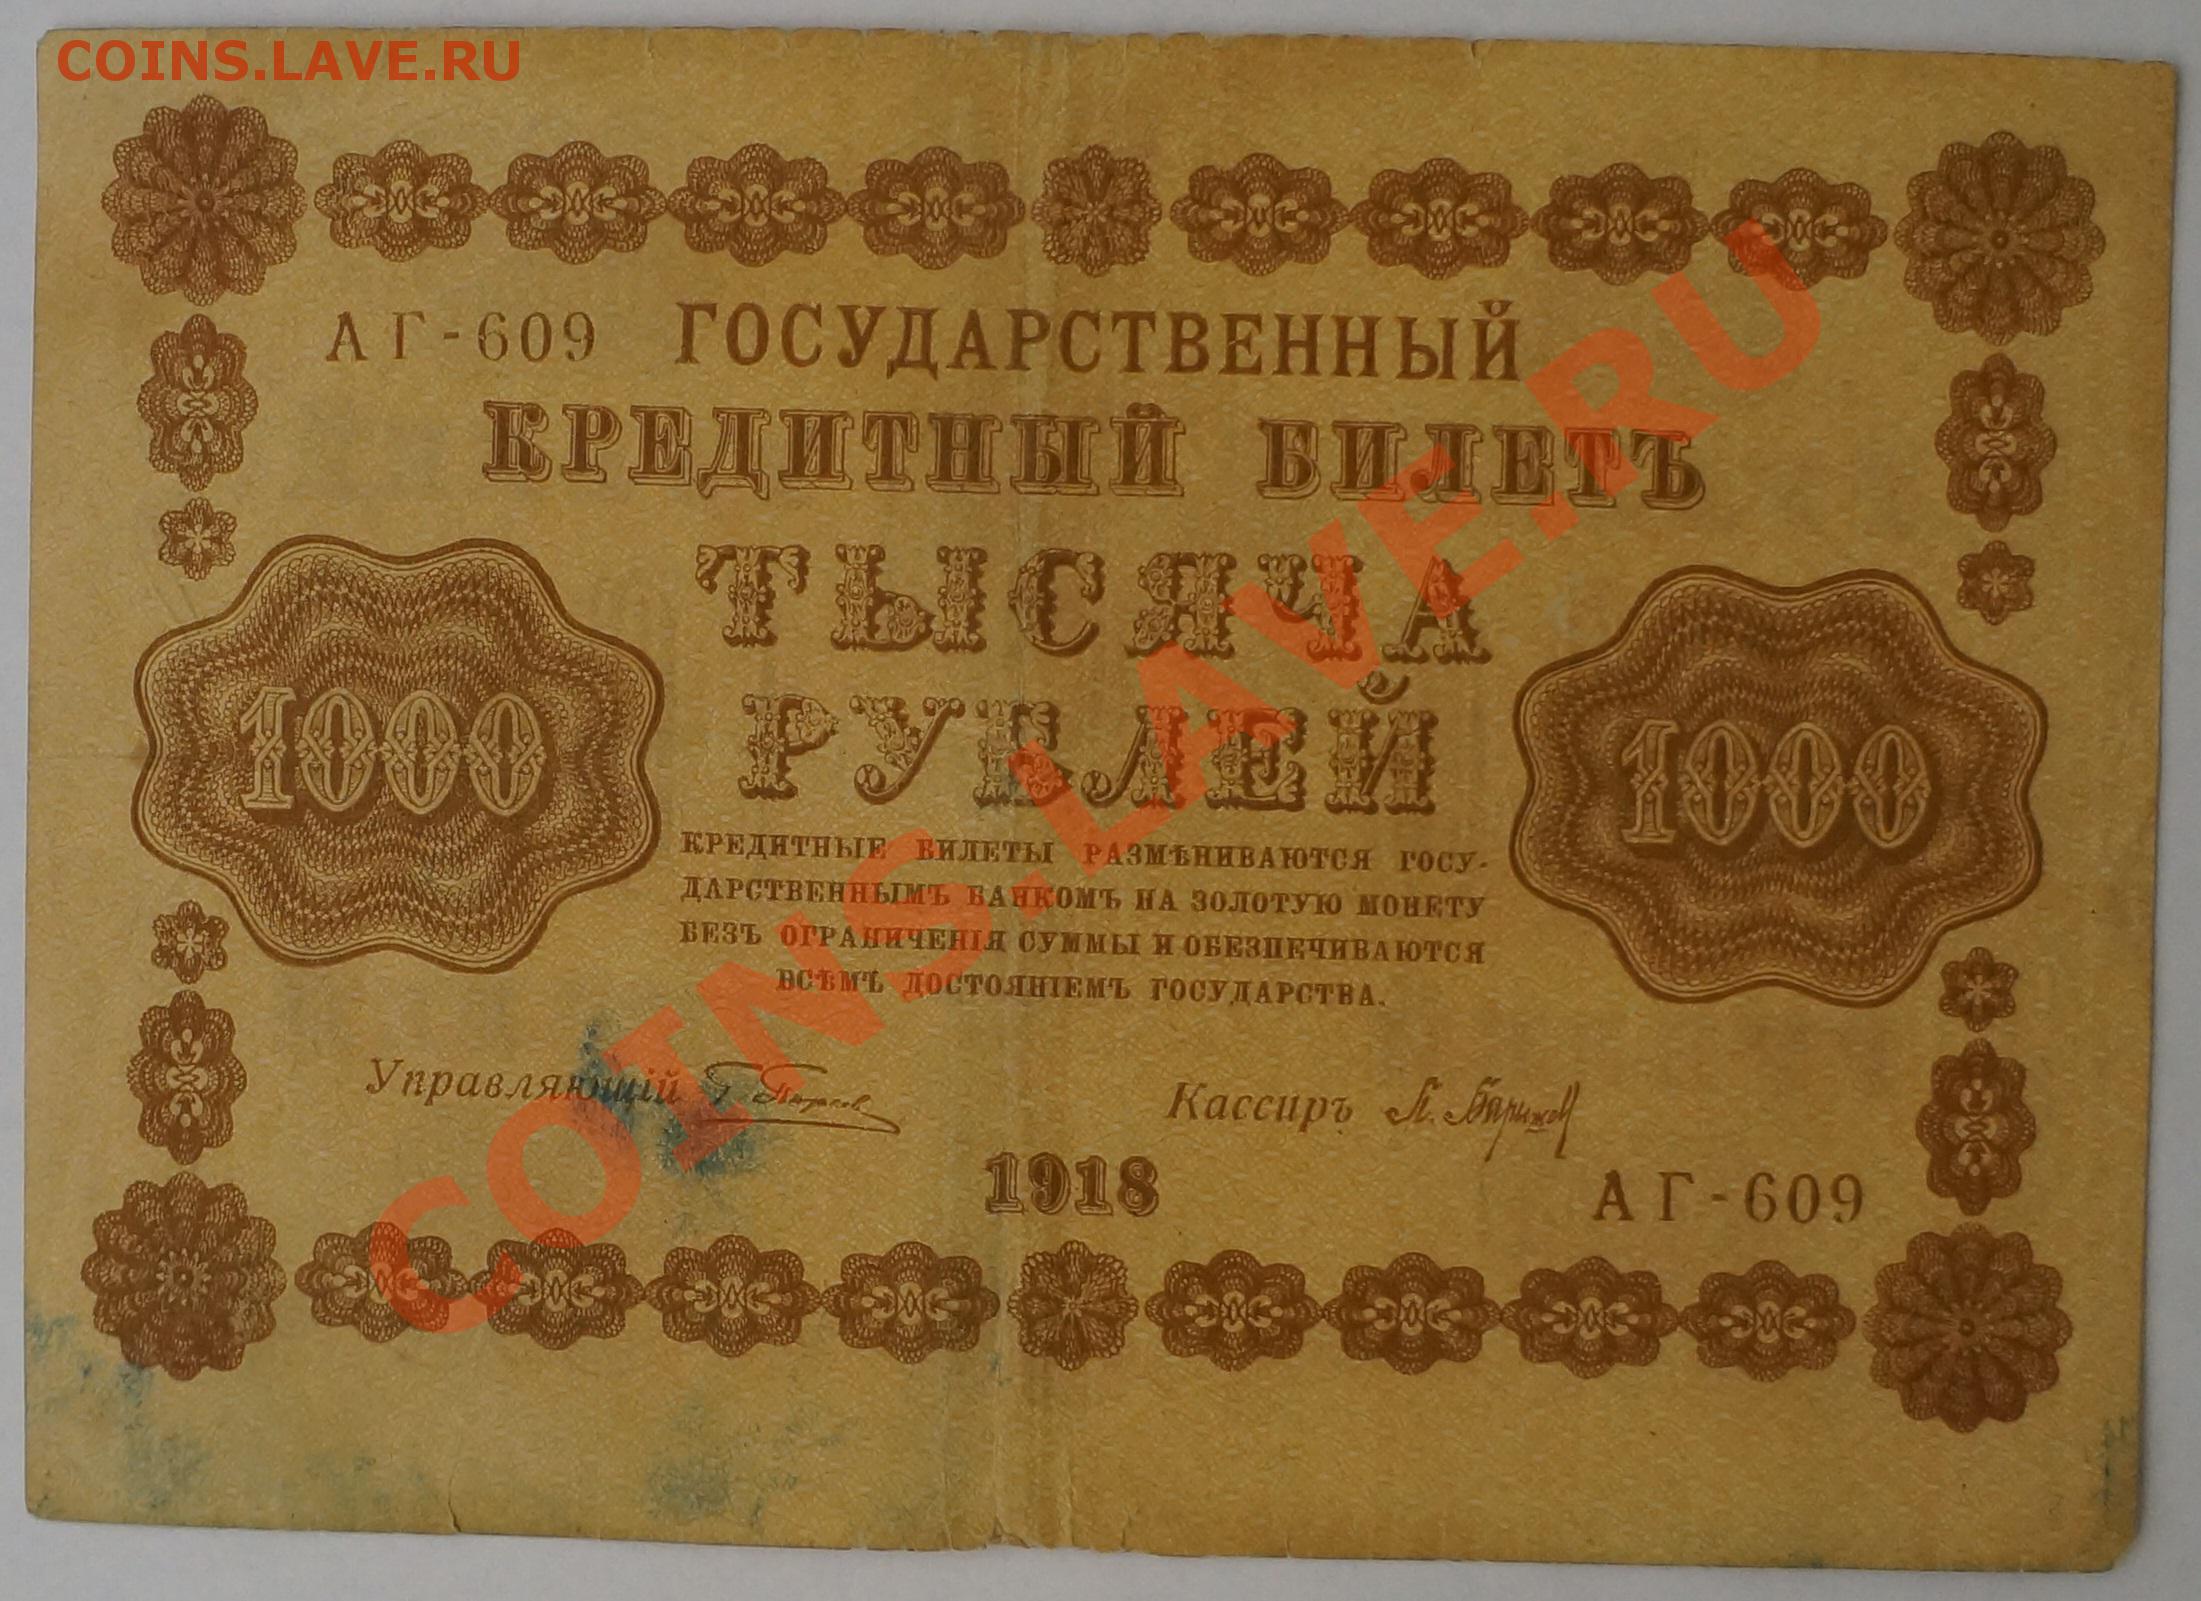 COINS.LAVE.RU
АГ-609 ГОСУДАРСТВЕННЫЙ
КРЕДИТНЫЙ БИЛЕТЪ
ТЫСЯЧА
РУБЛЕЙ
1000
1000
КРЕДИТНЫЕ БИЛЕТЫ РАЗМѢНИВАЮТСЯ ГОСУ-
ДАРСТВЕННЫМЪ БАНКОМЪ НА ЗОЛОТУЮ МОНЕТУ
БЕЗЪ ОГРАНИЧЕНІЯ СУММЫ И ОБЕЗПЕЧИВАЮТСЯ
ВСѢМЪ ДОСТОЯНІЕМЪ ГОСУДАРСТВА.
Управляющій
Кассиръ
1918
АГ-609
COINS.LAVE.RU